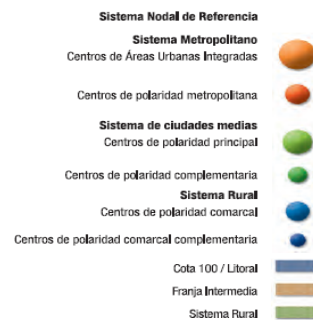 Sistema Nodal de Referencia
Sistema Metropolitano
Centros de Áreas Urbanas Integradas
Centros de polaridad metropolitana
Sistema de ciudades medias
Centros de polaridad principal
Centros de polaridad complementaria
Sistema Rural
Centros de polaridad comarcal
Centros de polaridad comarcal complementaria
Cota 100 / Litoral
Franja Intermedia
Sistema Rural